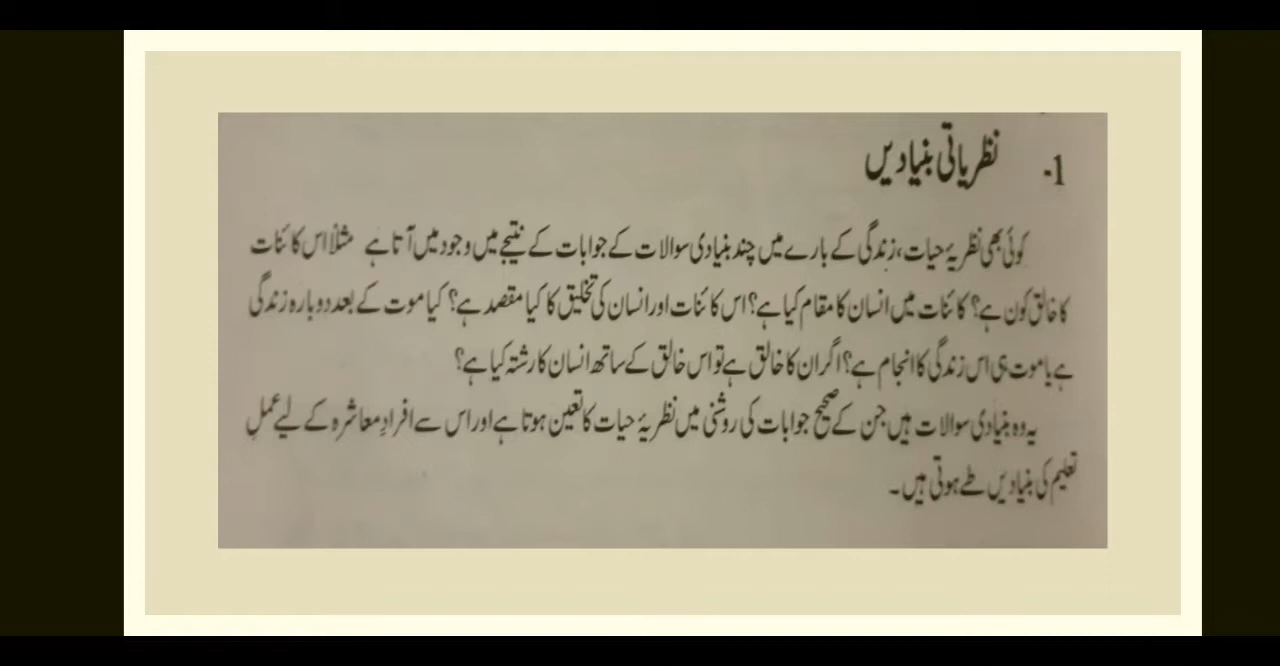 1- نظریاتی بنیادیں
کوئی بھی نظریۂ حیات، زندگی کے بارے میں چند بنیادی سوالات کے جوابات کے نتیجے میں وجود میں آتا ہے مثلاً اس کائنات
کا خالق کون ہے؟ کائنات میں انسان کا مقام کیا ہے؟ اس کائنات اور انسان کی تخلیق کا کیا مقصد ہے؟ کیا موت کے بعد دوبارہ زندگی
ہے یا موت ہی اس زندگی کا انجام ہے؟ اگر ان کا خالق ہے تو اس خالق کے ساتھ انسان کا رشتہ کیا ہے؟
یہ وہ بنیادی سوالات ہیں جن کے صحیح جوابات کی روشنی میں نظریۂ حیات کا تعین ہوتا ہے اور اس سے افرادِ معاشرہ کے لیے عملِ
تعلیم کی بنیادیں طے ہوتی ہیں۔